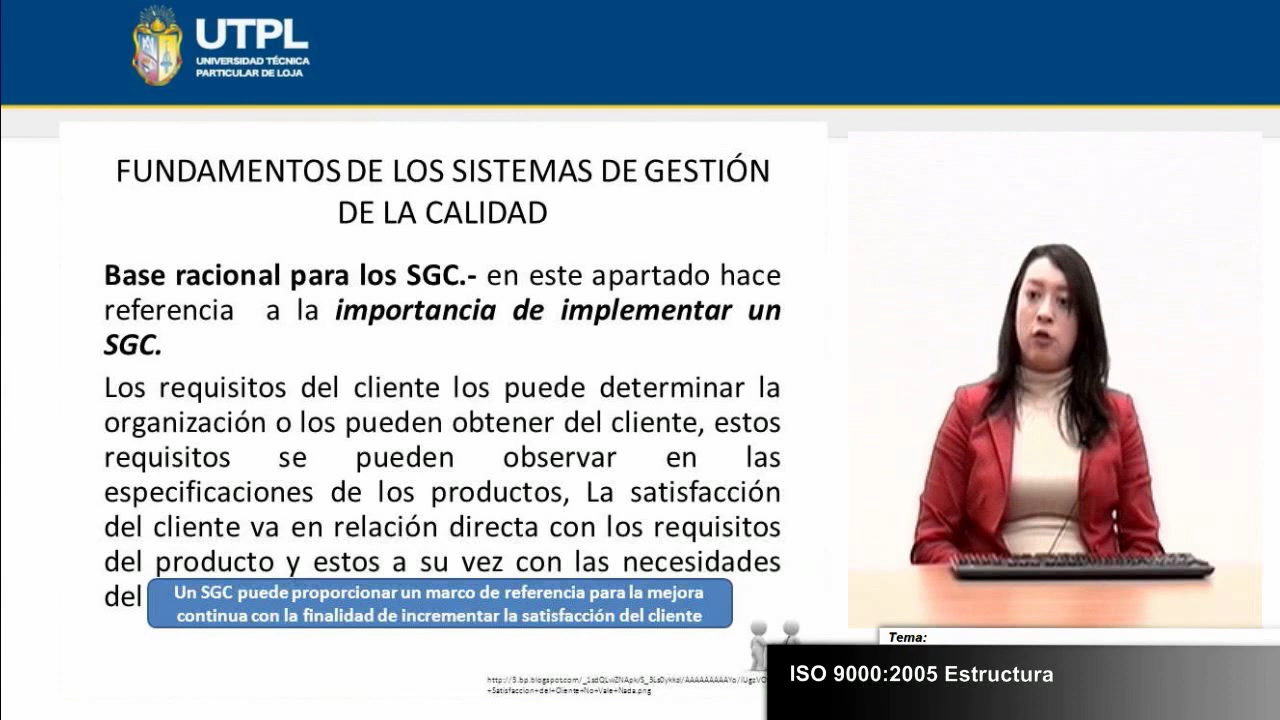 UTPL
UNIVERSIDAD TÉCNICA
PARTICULAR DE LOJA
FUNDAMENTOS DE LOS SISTEMAS DE GESTIÓN
DE LA CALIDAD
Base racional para los SGC.- en este apartado hace
referencia a la importancia de implementar un
SGC.
Los requisitos del cliente los puede determinar la
organización o los pueden obtener del cliente, estos
requisitos se pueden observar en las
especificaciones de los productos, La satisfacción
del cliente va en relación directa con los requisitos
del producto y estos a su vez con las necesidades
del
Un SGC puede proporcionar un marco de referencia para la mejora
continua con la finalidad de incrementar la satisfacción del cliente
Tema:
ISO 9000:2005 Estructura